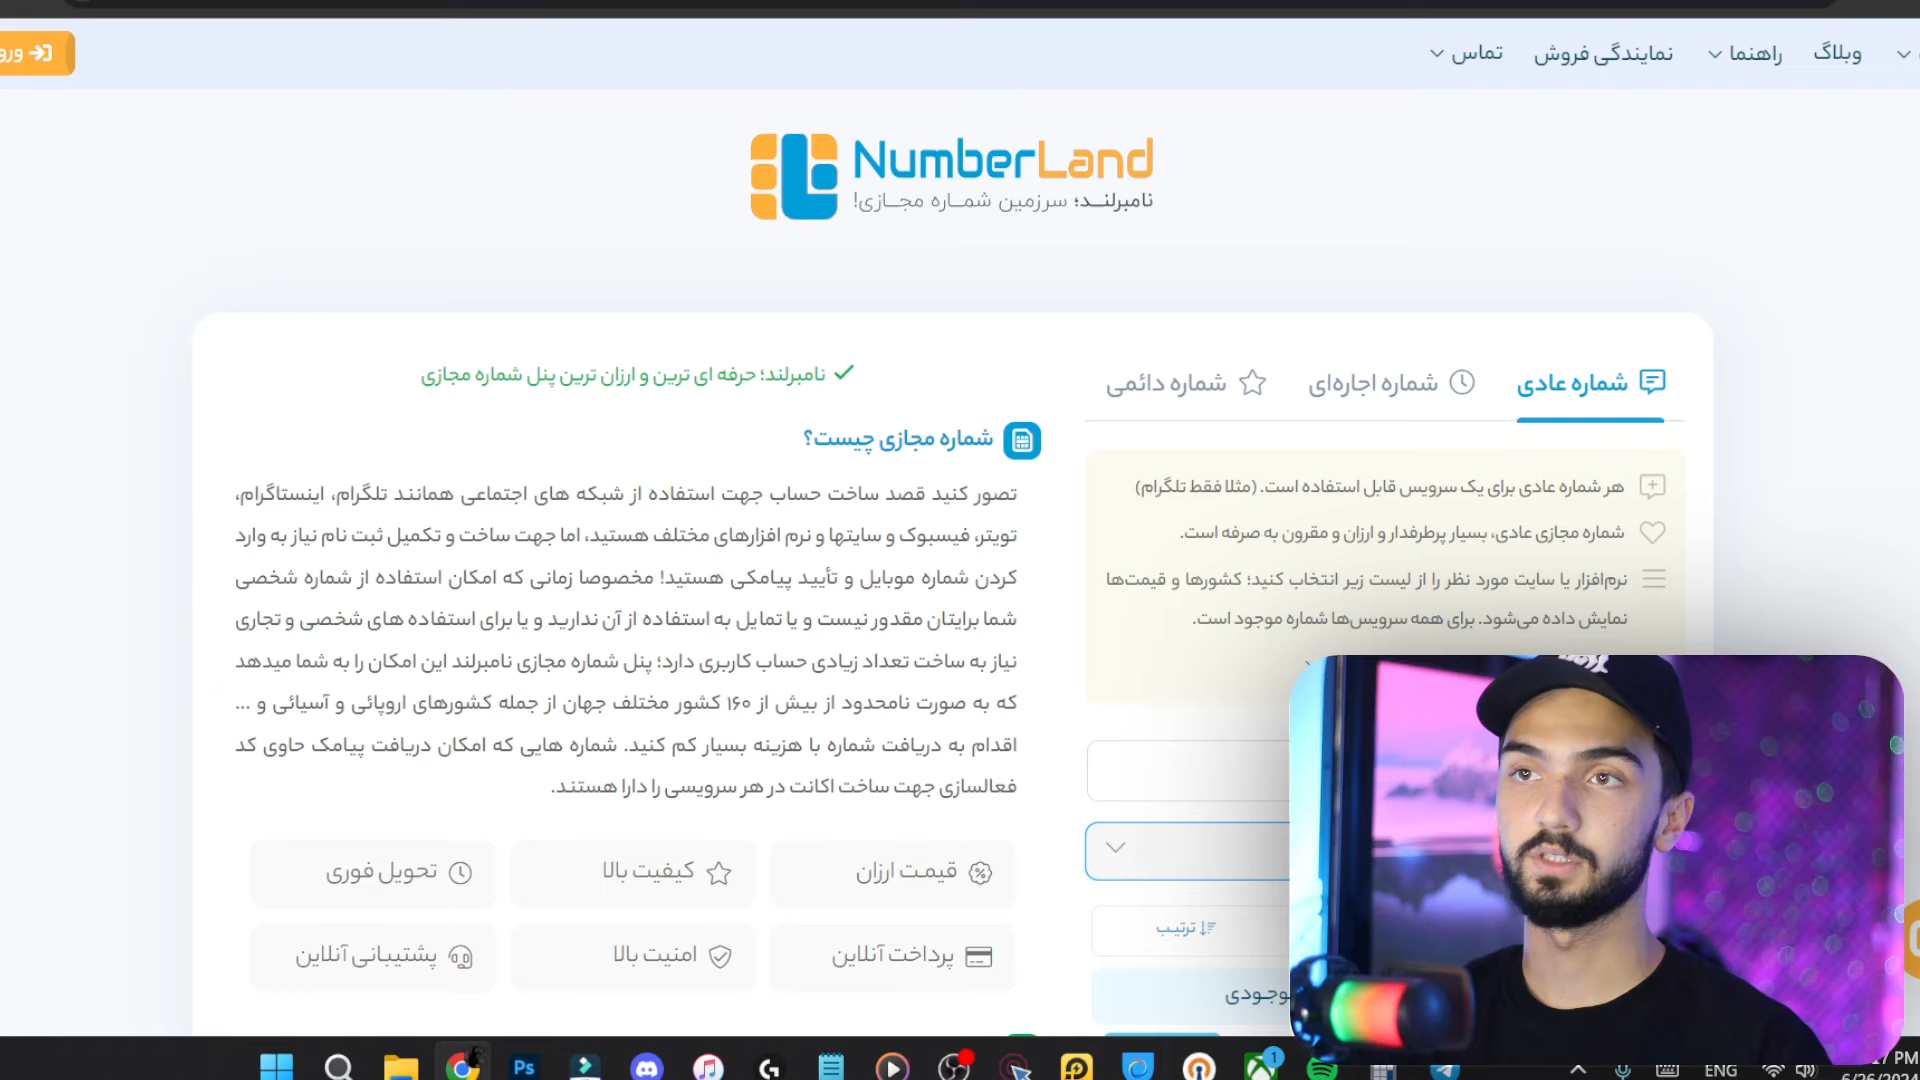 وبلاگ
راهنما
نمایندگی فروش
تماس
NumberLand
نامبرلنــد؛ سرزمین شمــاره مجــازی!
شماره عادی
شماره اجاره‌ای
شماره دائمی
هر شماره عادی برای یک سرویس قابل استفاده است. (مثلا فقط تلگرام)
شماره مجازی عادی، بسیار پرطرفدار و ارزان و مقرون به صرفه است.
نرم‌افزار یا سایت مورد نظر را از لیست زیر انتخاب کنید؛ کشورها و قیمت‌ها
نمایش داده می‌شود. برای همه سرویس‌ها شماره موجود است.
ترتیب
نامبرلند؛ حرفه ای ترین و ارزان ترین پنل شماره مجازی
شماره مجازی چیست؟
تصور کنید قصد ساخت حساب جهت استفاده از شبکه های اجتماعی همانند تلگرام، اینستاگرام،
تویتر، فیسبوک و سایتها و نرم افزارهای مختلف هستید، اما جهت ساخت و تکمیل ثبت نام نیاز به وارد
کردن شماره موبایل و تأیید پیامکی هستید! مخصوصا زمانی که امکان استفاده از شماره شخصی
شما برایتان مقدور نیست و یا تمایل به استفاده از آن ندارید و یا برای استفاده های شخصی و تجاری
نیاز به ساخت تعداد زیادی حساب کاربری دارد؛ پنل شماره مجازی نامبرلند این امکان را به شما میدهد
که به صورت نامحدود از بیش از ۱۶۰ کشور مختلف جهان از جمله کشورهای اروپائی و آسیائی و ...
اقدام به دریافت شماره با هزینه بسیار کم کنید. شماره هایی که امکان دریافت پیامک حاوی کد
فعالسازی جهت ساخت اکانت در هر سرویسی را دارا هستند.
قیمت ارزان
کیفیت بالا
تحویل فوری
پرداخت آنلاین
امنیت بالا
پشتیبانی آنلاین
Ps
1
ENG
17 PM
6/26/2024